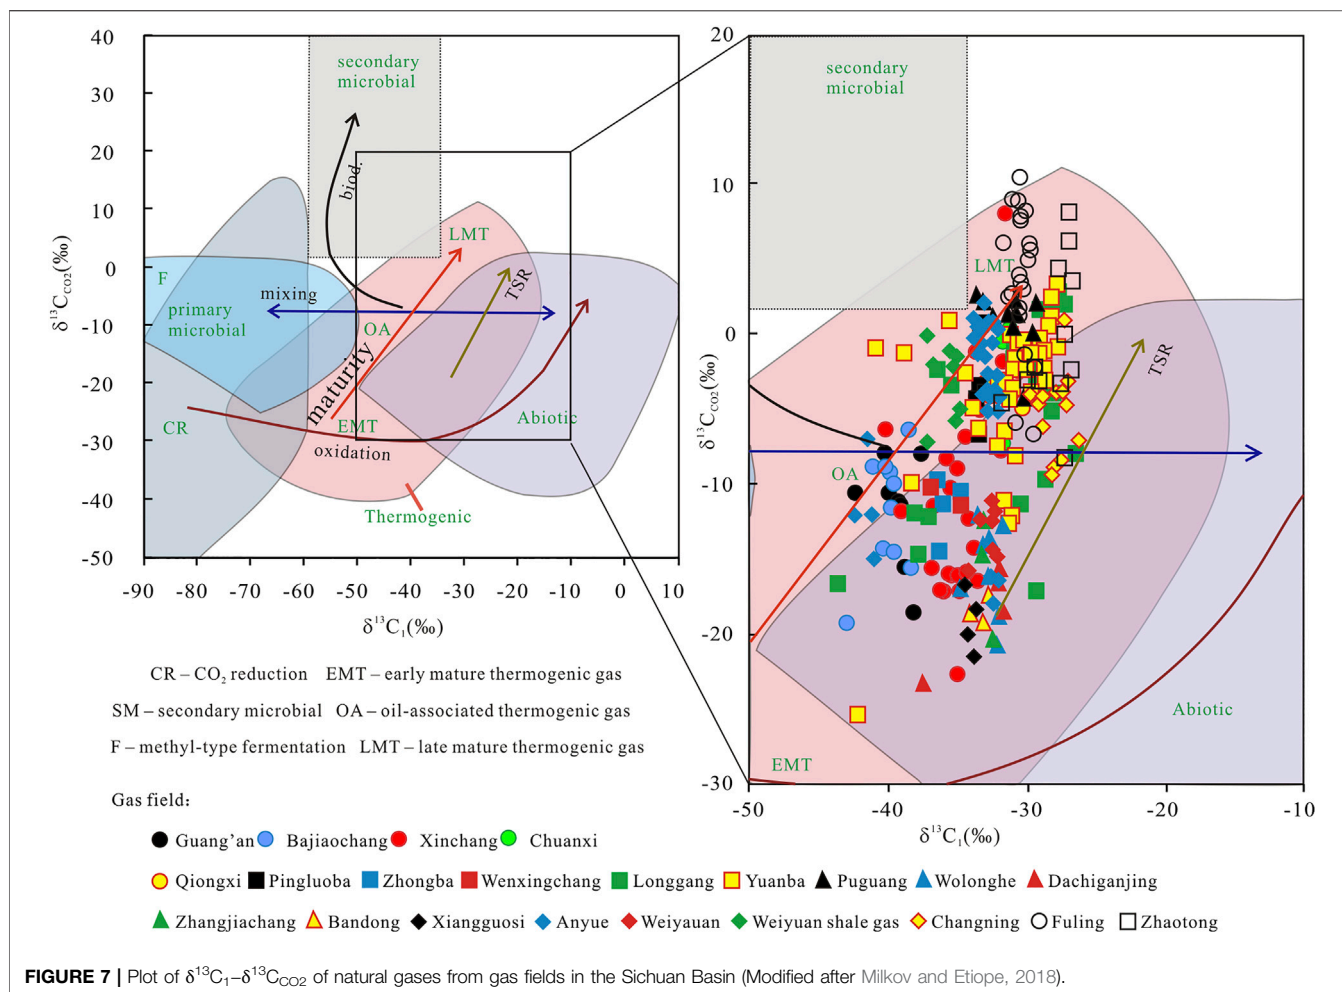 40
30
20
10
0
-10
-20
-30
-40
-50
δ¹³C_CO2(‰)
secondary
microbial
biod.
LMT
F
mixing
primary
microbial
OA
TSR
maturity
EMT
Abiotic
CR
oxidation
Thermogenic
-90 -80 -70 -60 -50 -40 -30 -20 -10 0 10
δ¹³C₁(‰)
20
10
0
-10
-20
-30
δ¹³C_CO2(‰)
secondary
microbial
LMT
TSR
OA
Abiotic
EMT
-50 -40 -30 -20 -10
δ¹³C₁(‰)
CR – CO₂ reduction EMT – early mature thermogenic gas
SM – secondary microbial OA – oil-associated thermogenic gas
F – methyl-type fermentation LMT – late mature thermogenic gas
Gas field:
Guang'an Bajiaochang Xinchang Chuanxi
Qiongxi Pingluoba Zhongba Wenxingchang Longgang Yuanba Puguang Wolonghe Dachiganjing
Zhangjiachang Bandong Xiangguosi Anyue Weiyauan Weiyuan shale gas Changning Fuling Zhaotong
FIGURE 7 | Plot of δ¹³C₁–δ¹³C_CO2 of natural gases from gas fields in the Sichuan Basin (Modified after Milkov and Etiope, 2018).